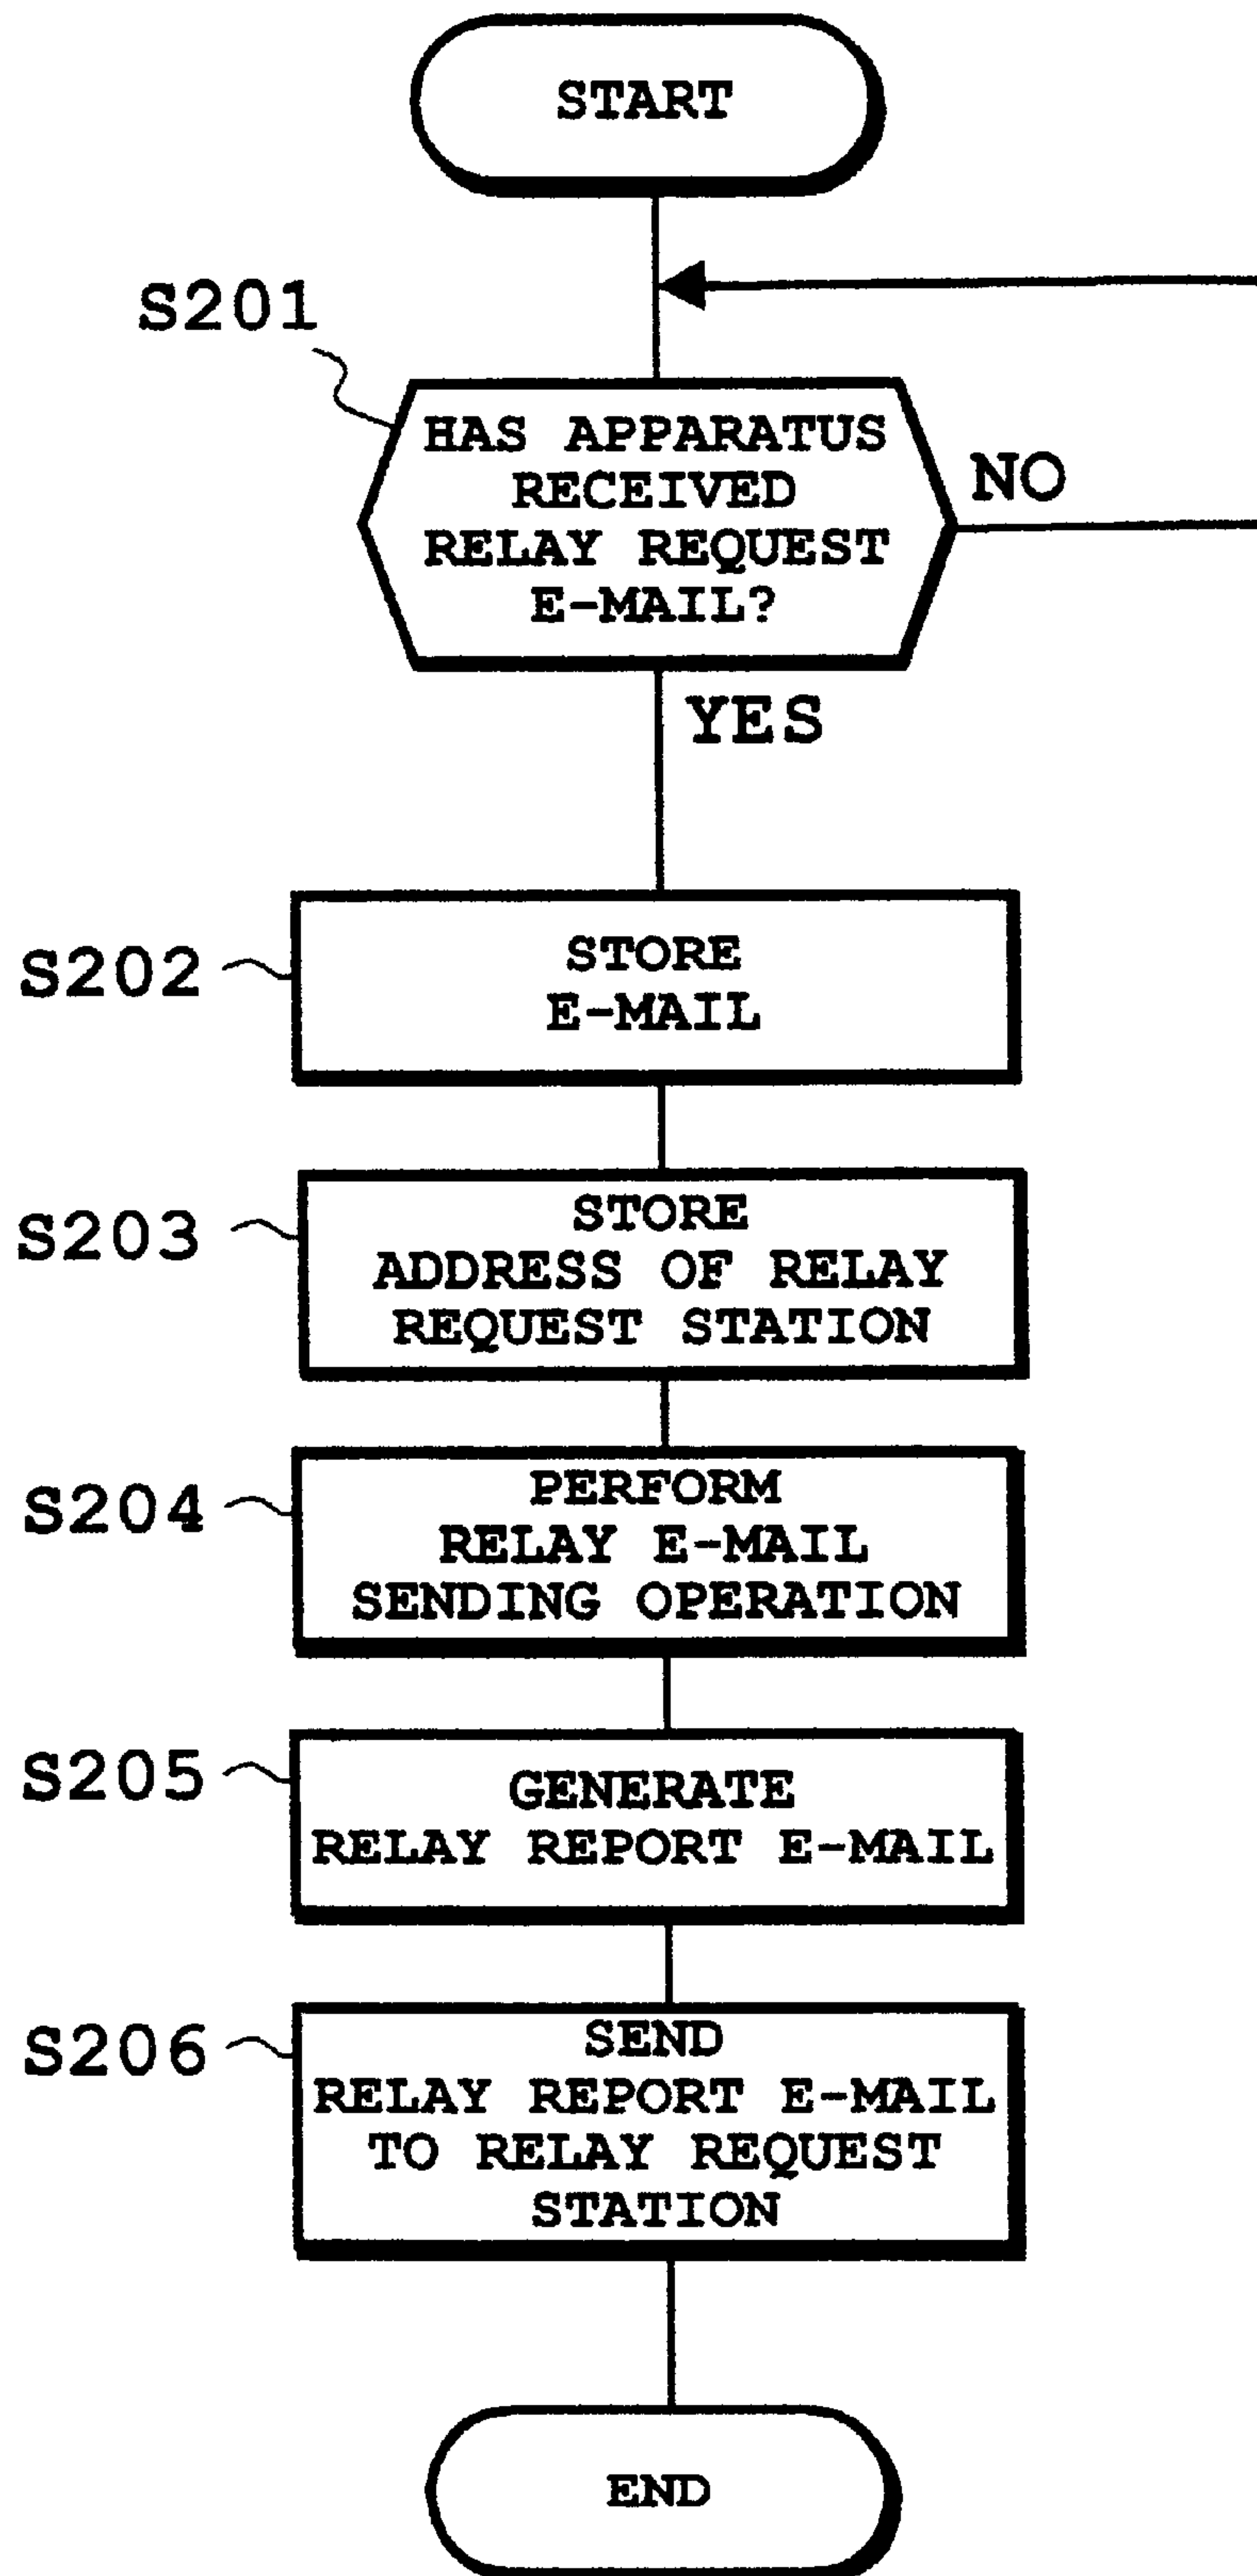 START
S201
HAS APPARATUS
RECEIVED
RELAY REQUEST
E-MAIL?
NO
YES
S202
STORE
E-MAIL
S203
STORE
ADDRESS OF RELAY
REQUEST STATION
S204
PERFORM
RELAY E-MAIL
SENDING OPERATION
S205
GENERATE
RELAY REPORT E-MAIL
S206
SEND
RELAY REPORT E-MAIL
TO RELAY REQUEST
STATION
END